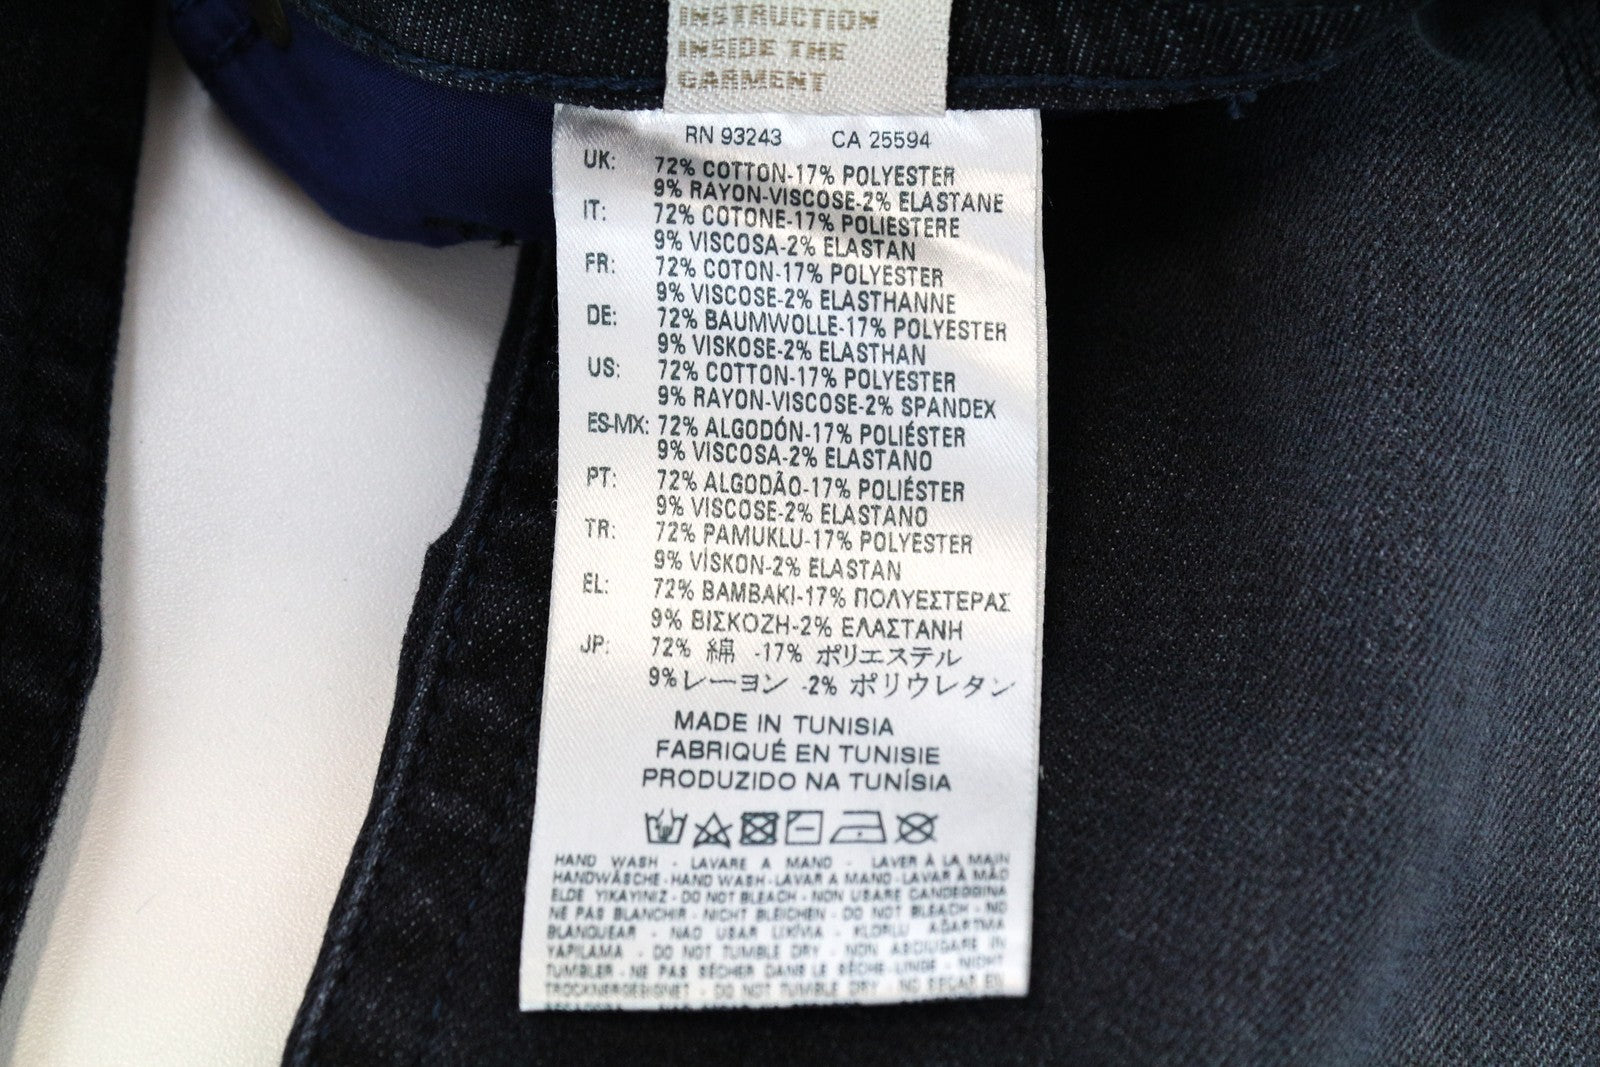 INSTRUCTION
INSIDE THE
GARMENT
RN 93243 CA 25594
UK: 72% COTTON-17% POLYESTER
9% RAYON-VISCOSE-2% ELASTANE
IT: 72% COTONE-17% POLIESTERE
9% VISCOSA-2% ELASTAN
FR: 72% COTON-17% POLYESTER
9% VISCOSE-2% ELASTHANNE
DE: 72% BAUMWOLLE-17% POLYESTER
9% VISKOSE-2% ELASTHAN
US: 72% COTTON-17% POLYESTER
9% RAYON-VISCOSE-2% SPANDEX
ES-MX: 72% ALGODÓN-17% POLIÉSTER
9% VISCOSA-2% ELASTANO
PT: 72% ALGODÃO-17% POLIÉSTER
9% VISCOSE-2% ELASTANO
TR: 72% PAMUKLU-17% POLYESTER
9% VİSKON-2% ELASTAN
EL: 72% ΒΑΜΒΑΚΙ-17% ΠΟΛΥΕΣΤΕΡΑΣ
9% ΒΙΣΚΟΖΗ-2% ΕΛΑΣΤΑΝΗ
JP: 72% 綿 -17% ポリエステル
9% レーヨン -2% ポリウレタン
MADE IN TUNISIA
FABRIQUÉ EN TUNISIE
PRODUZIDO NA TUNÍSIA
HAND WASH - LAVARE A MANO - LAVER À LA MAIN
HANDWÄSCHE - HAND WASH - LAVAR A MANO - LAVAR À MÃO
ELDE YIKAYINIZ - DO NOT BLEACH - NON USARE CANDEGGINA
NE PAS BLANCHIR - NICHT BLEICHEN - DO NOT BLEACH - NO
BLANQUEAR - NÃO USAR LIXÍVIA - KLORLU AĞARTMA
YAPILAMA - DO NOT TUMBLE DRY - NON ASCIUGARE IN
TUMBLER - NE PAS SÉCHER DANS LE SÈCHE-LINGE - NICHT
TROCKNERGEEIGNET - DO NOT TUMBLE DRY - NO SECAR EN